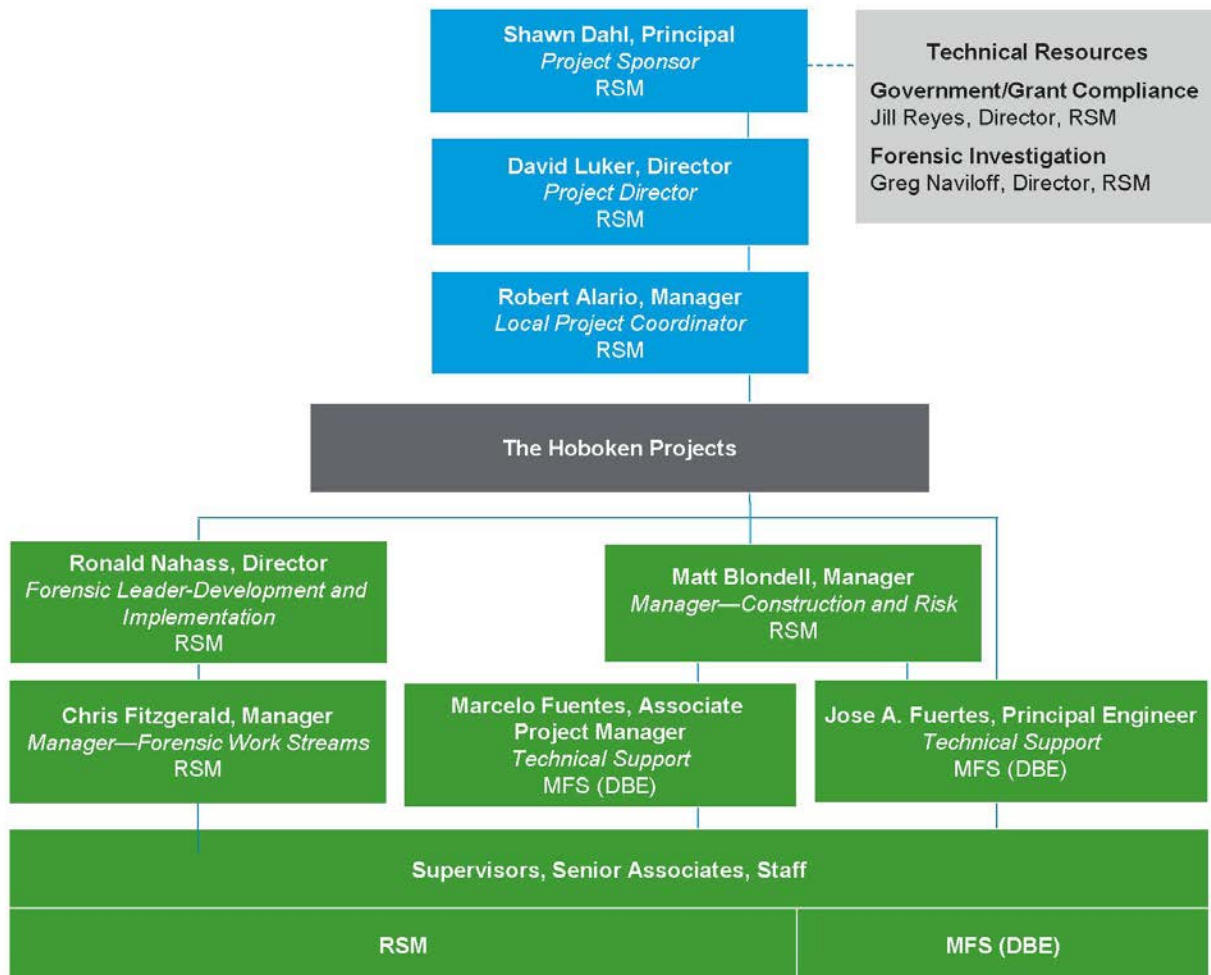 Shawn Dahl, Principal
Project Sponsor
RSM
Technical Resources
Government/Grant Compliance
Jill Reyes, Director, RSM
Forensic Investigation
Greg Naviloff, Director, RSM
David Luker, Director
Project Director
RSM
Robert Alario, Manager
Local Project Coordinator
RSM
The Hoboken Projects
Ronald Nahass, Director
Forensic Leader-Development and
Implementation
RSM
Matt Blondell, Manager
Manager—Construction and Risk
RSM
Chris Fitzgerald, Manager
Manager—Forensic Work Streams
RSM
Marcelo Fuentes, Associate
Project Manager
Technical Support
MFS (DBE)
Jose A. Fuertes, Principal Engineer
Technical Support
MFS (DBE)
Supervisors, Senior Associates, Staff
RSM
MFS (DBE)